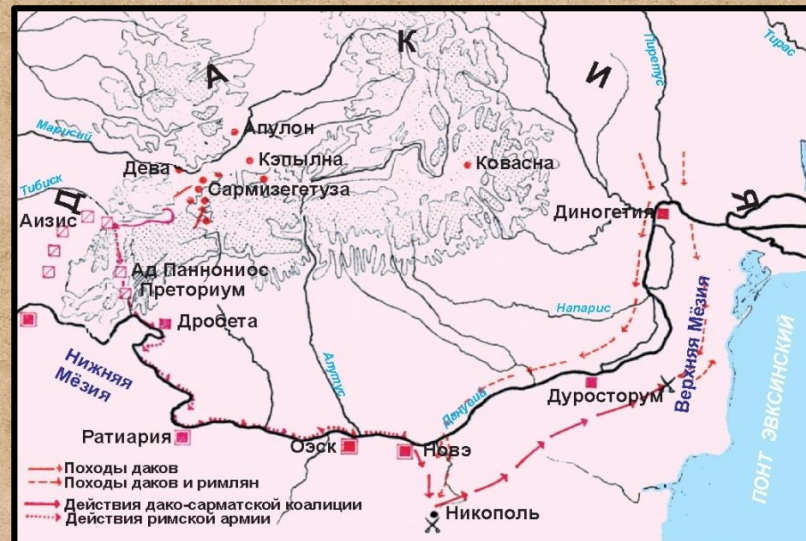 К
А
И
Пиретус
Тирас
Марисий
Апулон
Дева
Кэпылна
Ковасна
Тибиск
Сармизегетуза
Д
Я
Аизис
Диногетия
Ад Паннониос
Преториум
Напарис
Дробета
Верхняя Мёзия
Нижняя
Мёзия
Алутус
Данувий
Дуросторум
ПОНТ ЭВКСИНСКИЙ
Ратиария
Оэск
Новэ
Походы даков
Походы даков и римлян
Действия дако-сарматской коалиции
Действия римской армии
Никополь